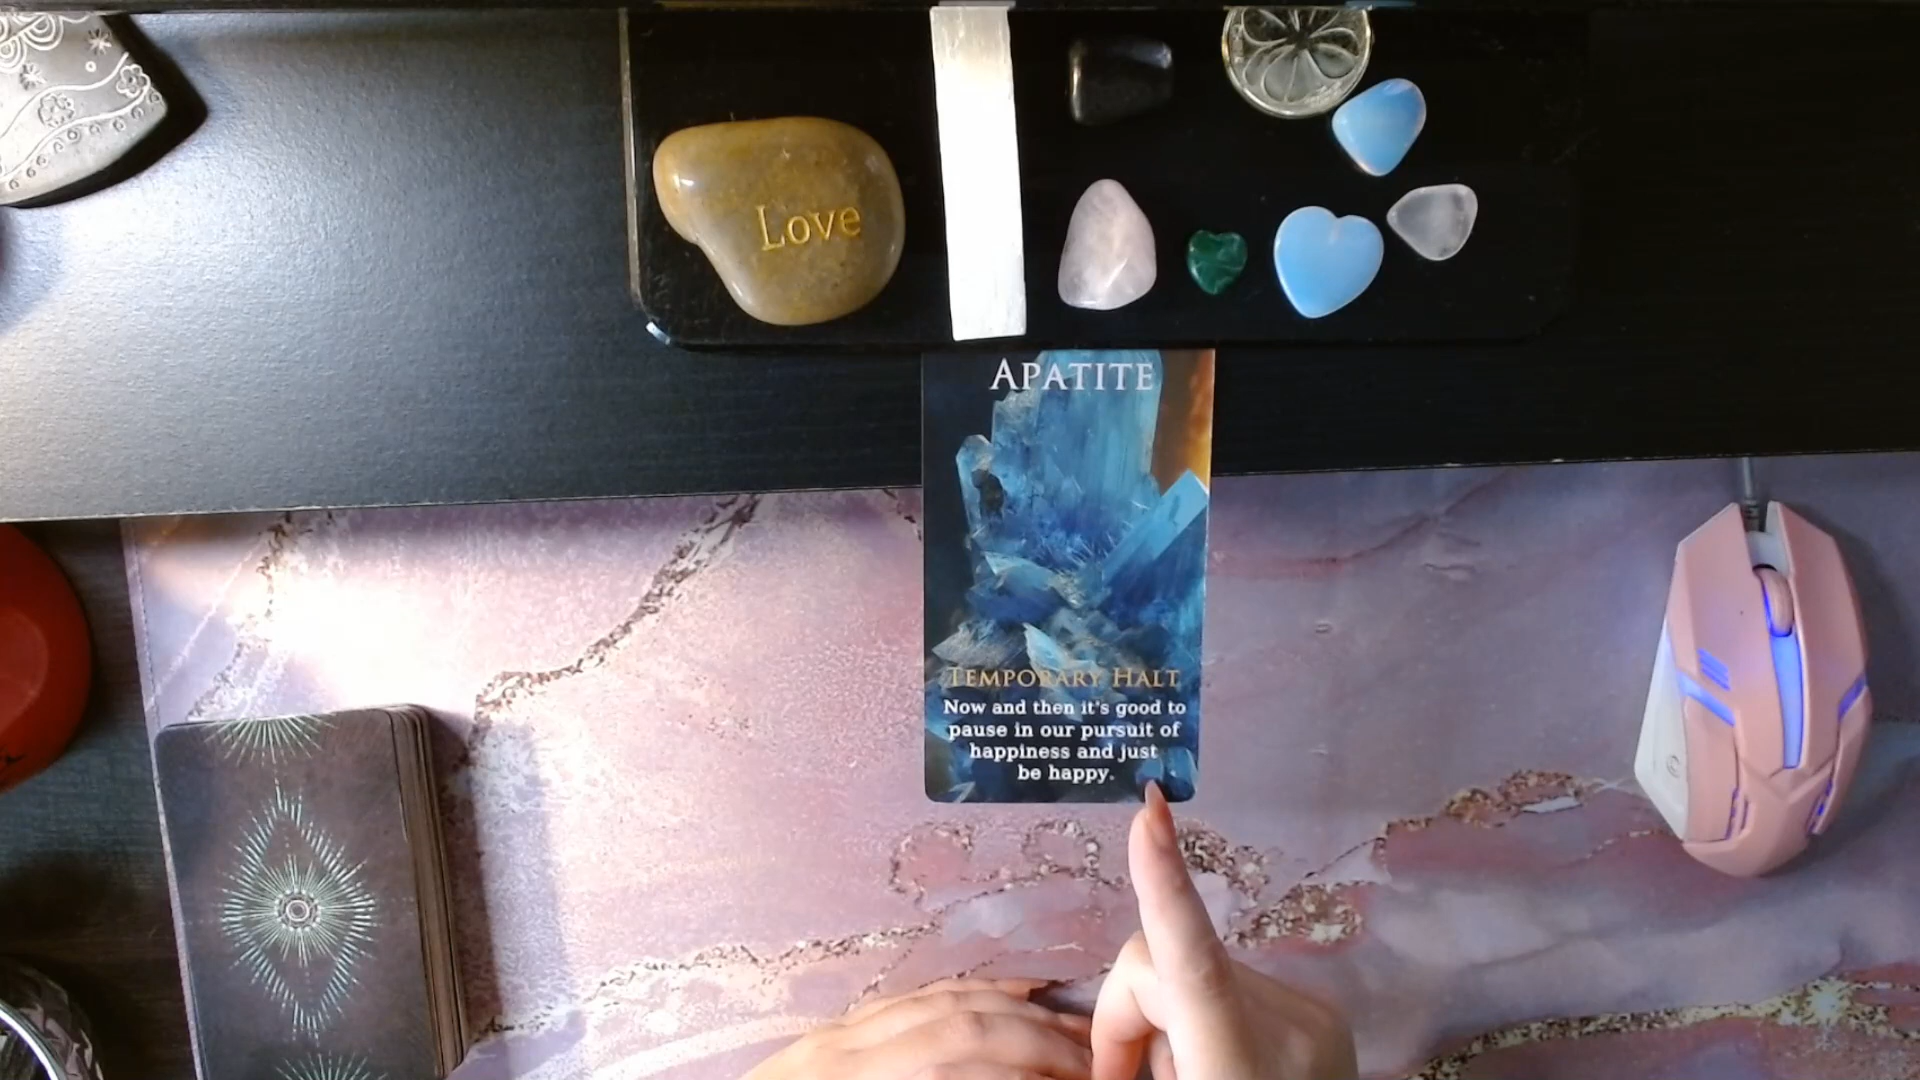 Love
APATITE
TEMPORARY HALT
Now and then it's good to
pause in our pursuit of
happiness and just
be happy.